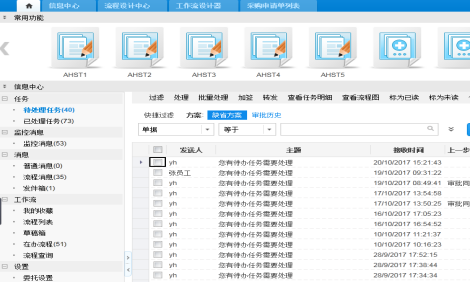 信息中心 流程设计中心 工作流设计器 采购申请单列表
常用功能
AHST1 AHST2 AHST3 AHST4 AHST5
信息中心
任务
待处理任务(40)
已处理任务(73)
监控消息
监控消息(53)
消息
普通消息(0)
流程消息(35)
发件箱(1)
工作流
我的收藏
流程列表
草稿箱
在办流程(51)
流程查询
设置
委托设置
过滤 处理 批量处理 加签 转发 查看任务明细 查看流程图 标为已读 标为未读
快捷过滤 方案: 缺省方案 审批历史
单据 等于
发送人 主题 接收时间 上一步
yh 您有待办任务需要处理 20/10/2017 15:21:43
张员工 您有待办任务需要处理 19/10/2017 09:31:22
yh 您有待办任务需要处理 19/10/2017 08:49:41 审批同
yh 您有待办任务需要处理 17/10/2017 13:54:58
yh 您有待办任务需要处理 17/10/2017 13:50:25 审批同
yh 您有待办任务需要处理 16/10/2017 17:05:23
yh 您有待办任务需要处理 16/10/2017 16:54:52
yh 您有待办任务需要处理 10/10/2017 11:21:37
yh 您有待办任务需要处理 10/10/2017 10:16:23
yh 您有待办任务需要处理 28/9/2017 17:52:15
yh 您有待办任务需要处理 28/9/2017 17:38:44
yh 您有待办任务需要处理 28/9/2017 17:34:34